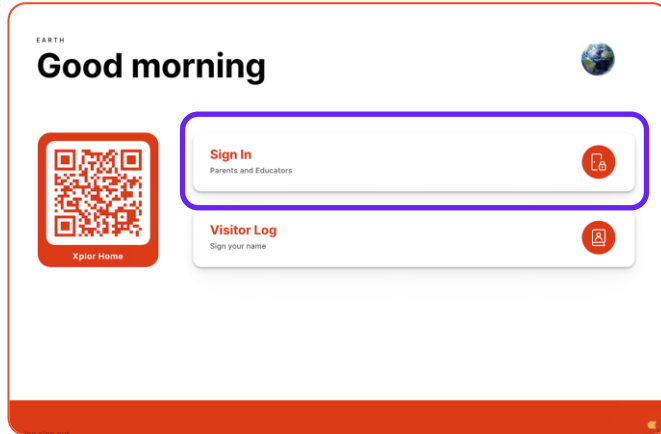 EARTH
Good morning
Sign In
Parents and Educators
Visitor Log
Sign your name
Xplor Home